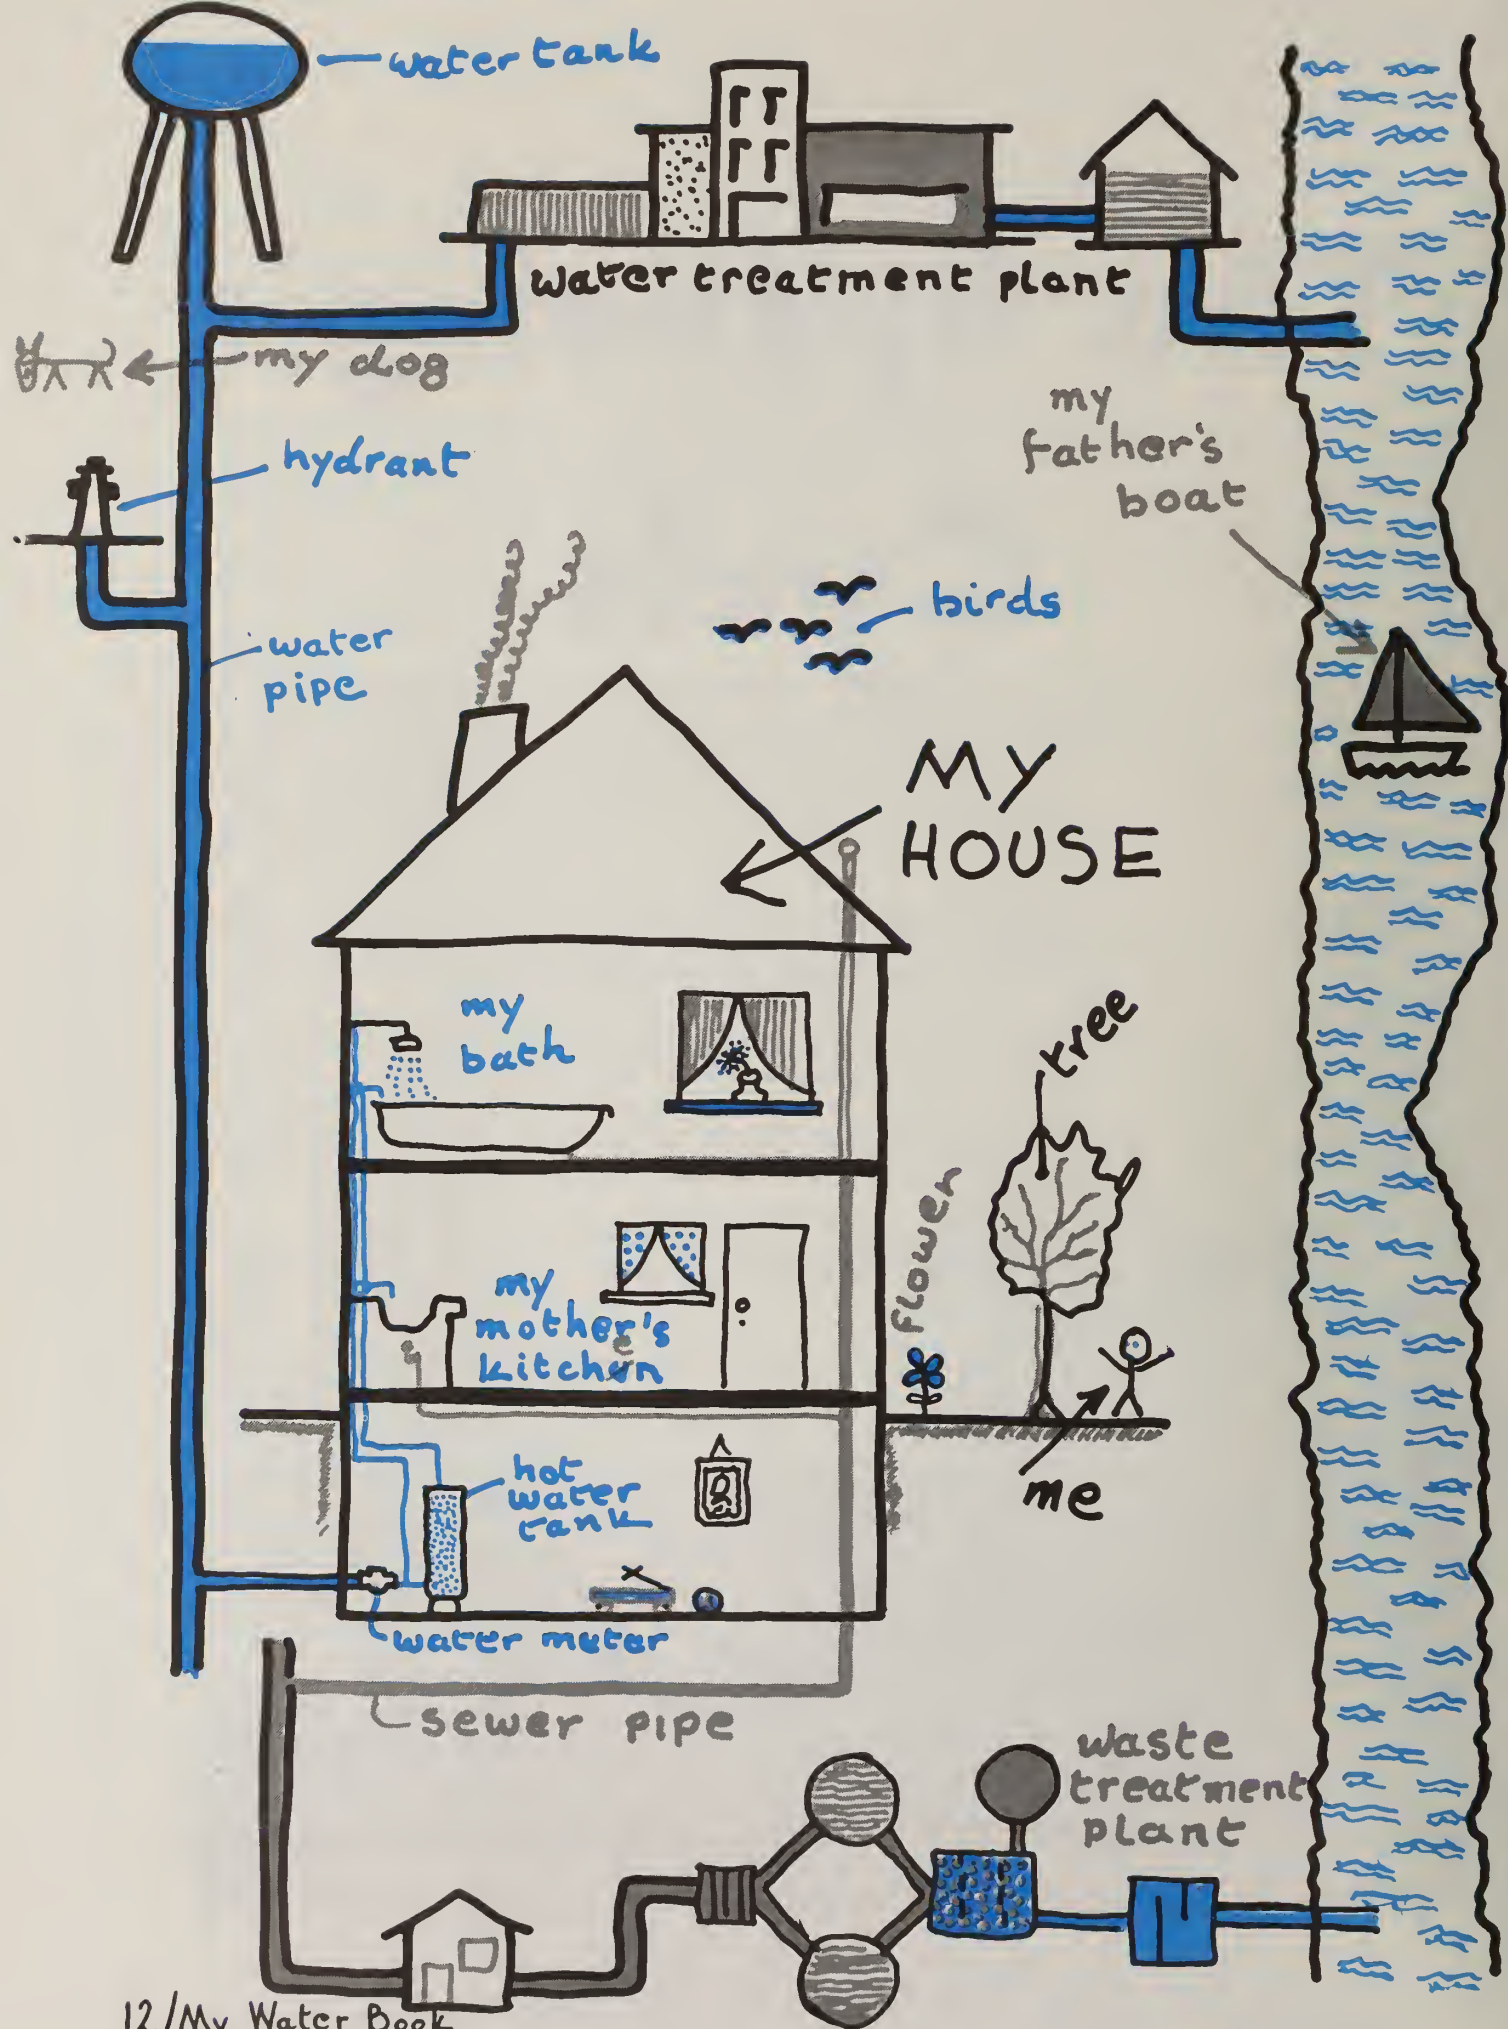 water tank
water treatment plant
my dog
my
father's
boat
hydrant
birds
water
pipe
MY
HOUSE
my
bath
tree
flower
my
mother's
kitchen
me
hot
water
tank
water meter
sewer pipe
waste
treatment
plant
12/My Water Book